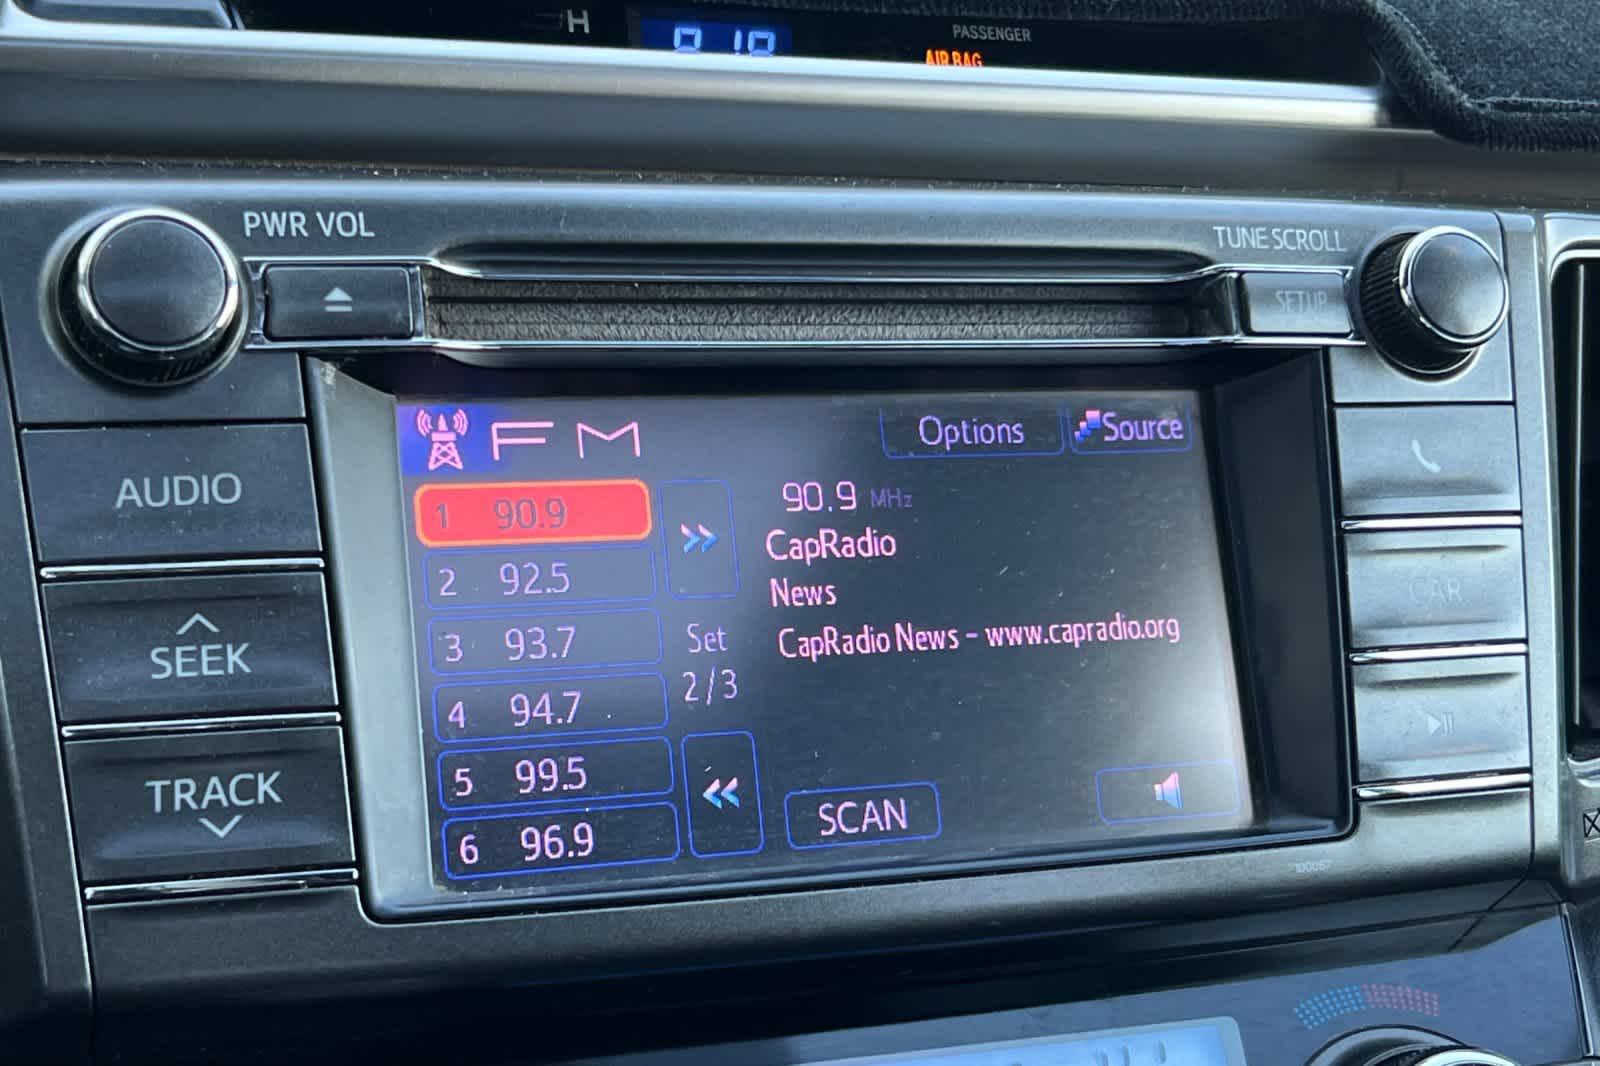 H
PASSENGER
AIR BAG
PWR VOL
TUNE SCROLL
SETUP
FM
Options
Source
1 90.9
90.9 MHz
CapRadio
2 92.5
News
3 93.7
Set
CapRadio News - www.capradio.org
2/3
4 94.7
5 99.5
6 96.9
SCAN
AUDIO
SEEK
TRACK
CAR
100067